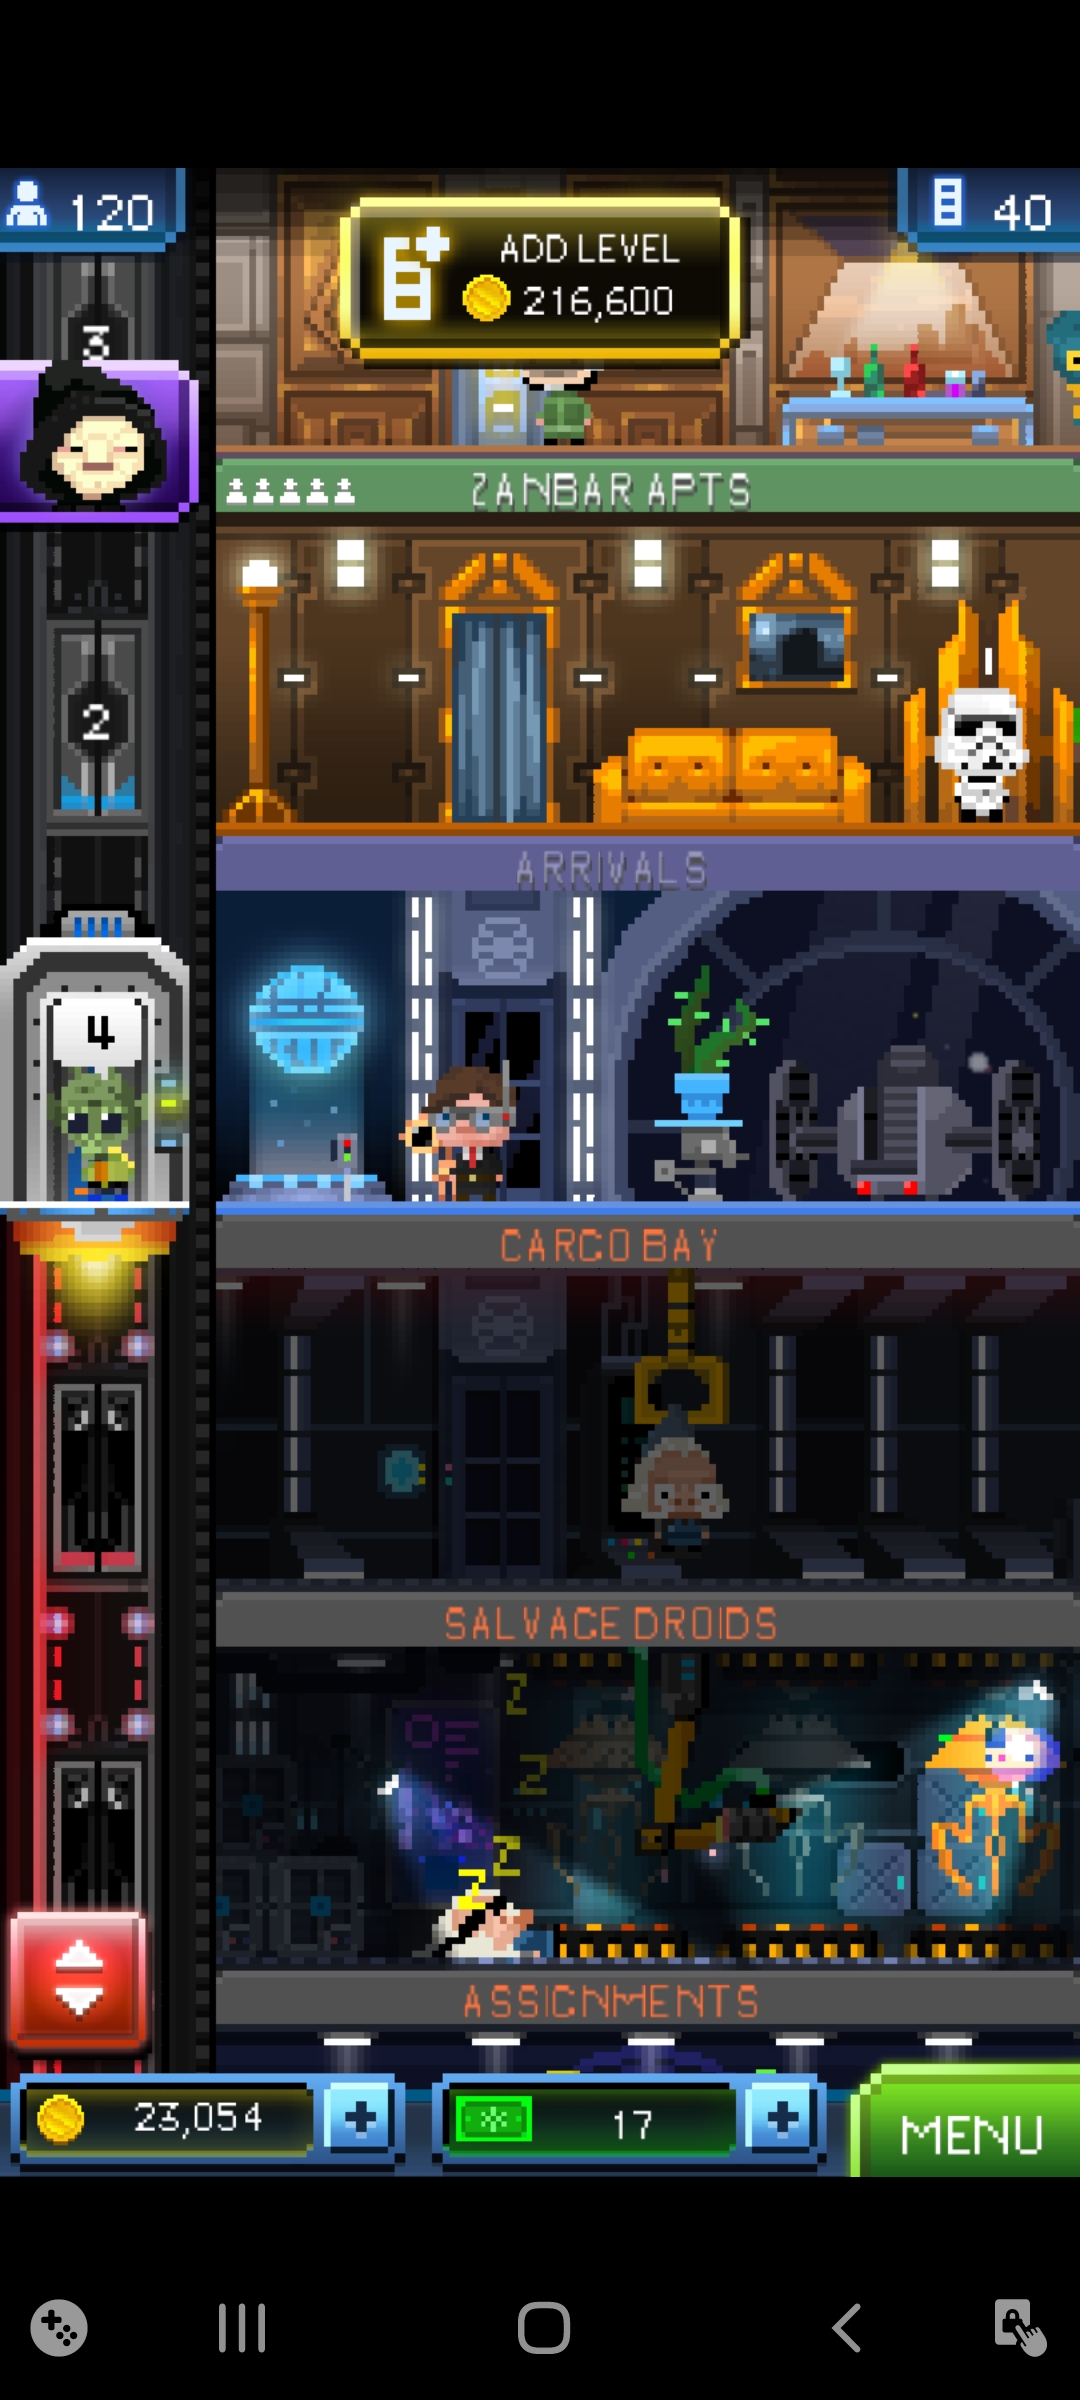 120
ADD LEVEL
216,600
40
3
ZANBAR APTS
2
ARRIVALS
4
CARGO BAY
SALVAGE DROIDS
Z
Z
Z
Z
ASSIGNMENTS
23,054
+
17
+
MENU